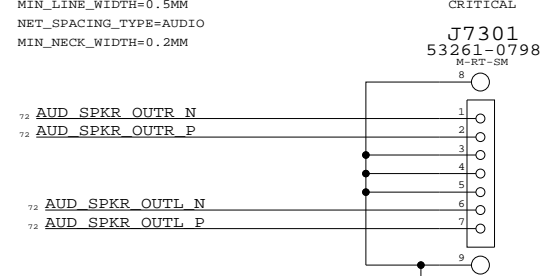 MIN_LINE_WIDTH=0.5MM
NET_SPACING_TYPE=AUDIO
MIN_NECK_WIDTH=0.2MM
CRITICAL
J7301
53261-0798
M-RT-SM
8
72 AUD_SPKR_OUTR_N 1
72 AUD_SPKR_OUTR_P 2
3
4
5
72 AUD_SPKR_OUTL_N 6
72 AUD_SPKR_OUTL_P 7
9